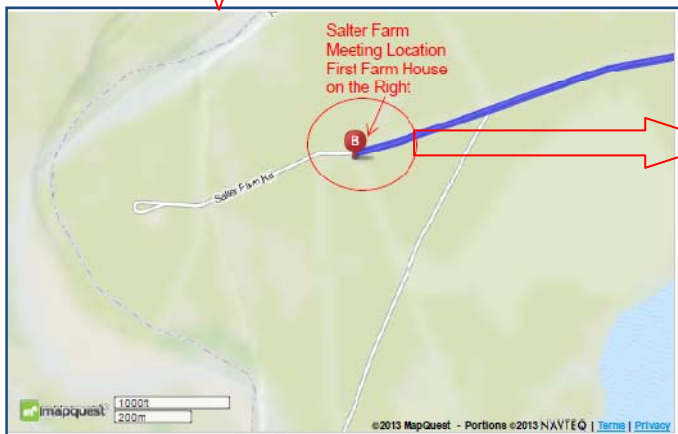 Salter Farm
Meeting Location
First Farm House
on the Right
B
Salter Farm Rd
mapquest
1000ft
200m
©2013 MapQuest - Portions ©2013 NAVTEQ | Terms | Privacy